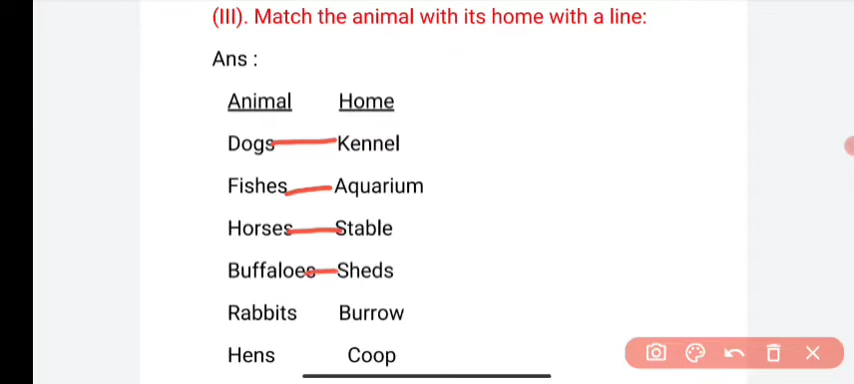 (III). Match the animal with its home with a line:
Ans :
Animal Home
Dogs Kennel
Fishes Aquarium
Horses Stable
Buffaloes Sheds
Rabbits Burrow
Hens Coop